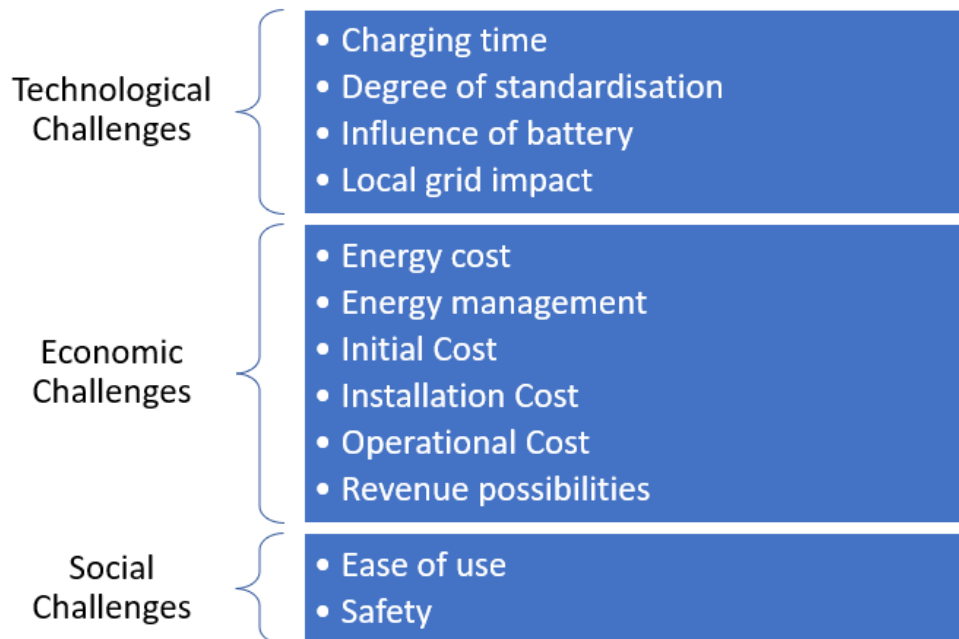 Technological
Challenges
• Charging time
• Degree of standardisation
• Influence of battery
• Local grid impact
Economic
Challenges
• Energy cost
• Energy management
• Initial Cost
• Installation Cost
• Operational Cost
• Revenue possibilities
Social
Challenges
• Ease of use
• Safety